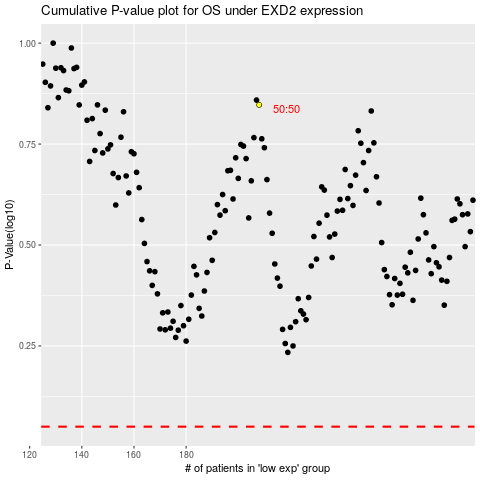 Cumulative P-value plot for OS under EXD2 expression
1.00
50:50
0.75
P-Value(log10)
0.50
0.25
120 140 160 180
# of patients in 'low exp' group